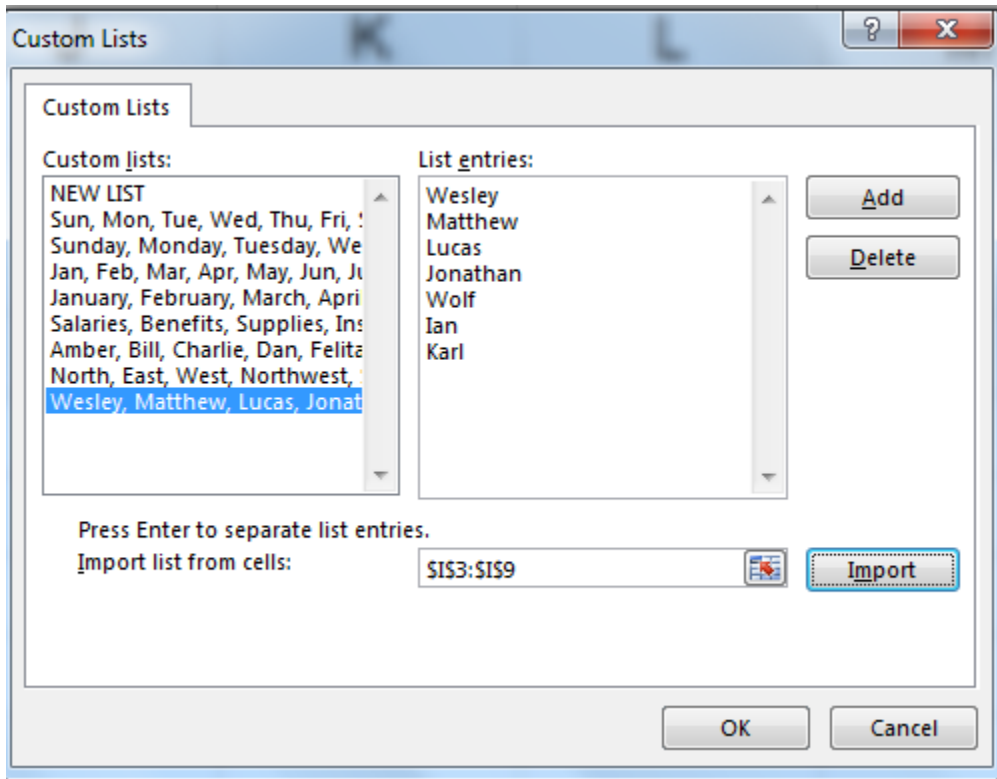 Custom Lists
K
L
Custom Lists
Custom lists:
NEW LIST
Sun, Mon, Tue, Wed, Thu, Fri,
Sunday, Monday, Tuesday, We
Jan, Feb, Mar, Apr, May, Jun, Ju
January, February, March, Apri
Salaries, Benefits, Supplies, Ins
Amber, Bill, Charlie, Dan, Felita
North, East, West, Northwest,
Wesley, Matthew, Lucas, Jonat
List entries:
Wesley
Matthew
Lucas
Jonathan
Wolf
Ian
Karl
Add
Delete
Press Enter to separate list entries.
Import list from cells:
$I$3:$I$9
Import
OK
Cancel